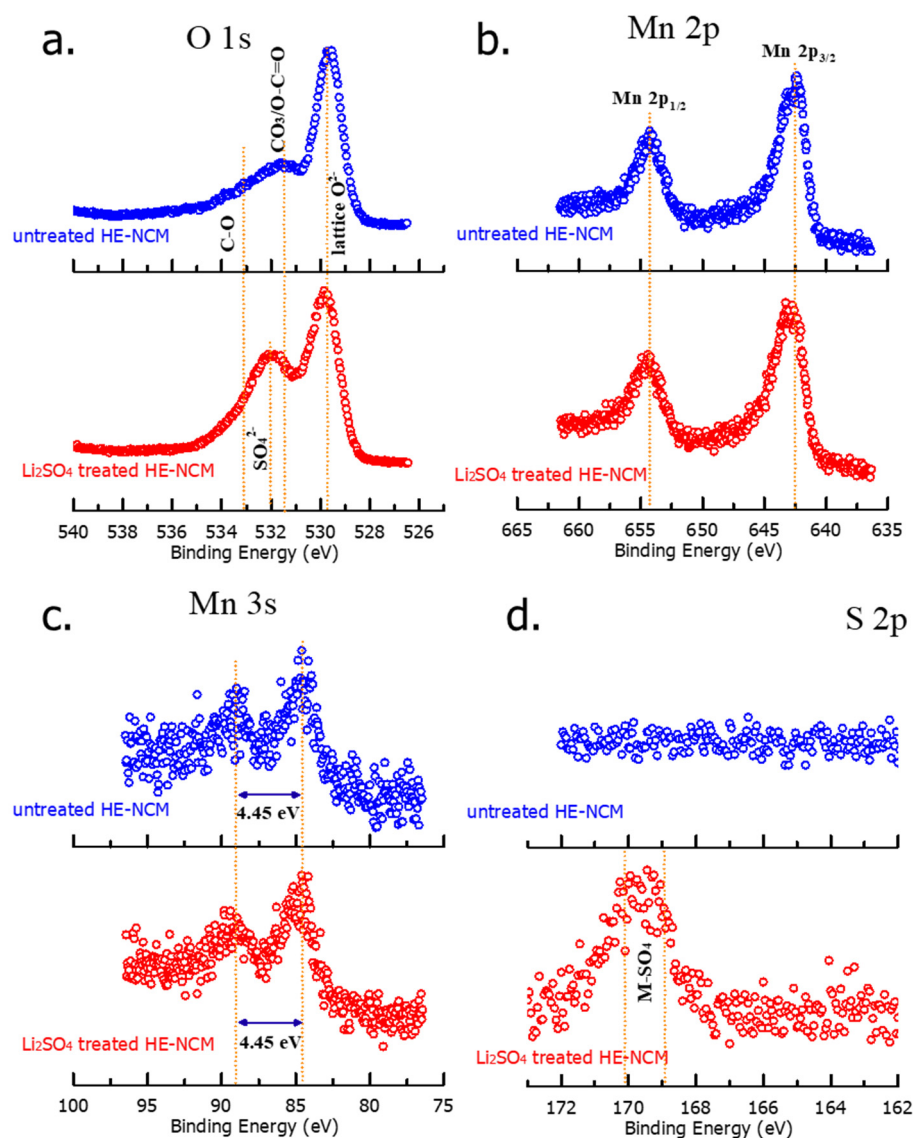 a.
O 1s
C-O
CO₃/O-C=O
lattice O²⁻
untreated HE-NCM
SO₄²⁻
Li₂SO₄ treated HE-NCM
540 538 536 534 532 530 528 526
Binding Energy (eV)
b.
Mn 2p
Mn 2p₁/₂
Mn 2p₃/₂
untreated HE-NCM
Li₂SO₄ treated HE-NCM
665 660 655 650 645 640 635
Binding Energy (eV)
c.
Mn 3s
4.45 eV
untreated HE-NCM
4.45 eV
Li₂SO₄ treated HE-NCM
100 95 90 85 80 75
Binding Energy (eV)
d.
S 2p
untreated HE-NCM
M-SO₄
Li₂SO₄ treated HE-NCM
172 170 168 166 164 162
Binding Energy (eV)